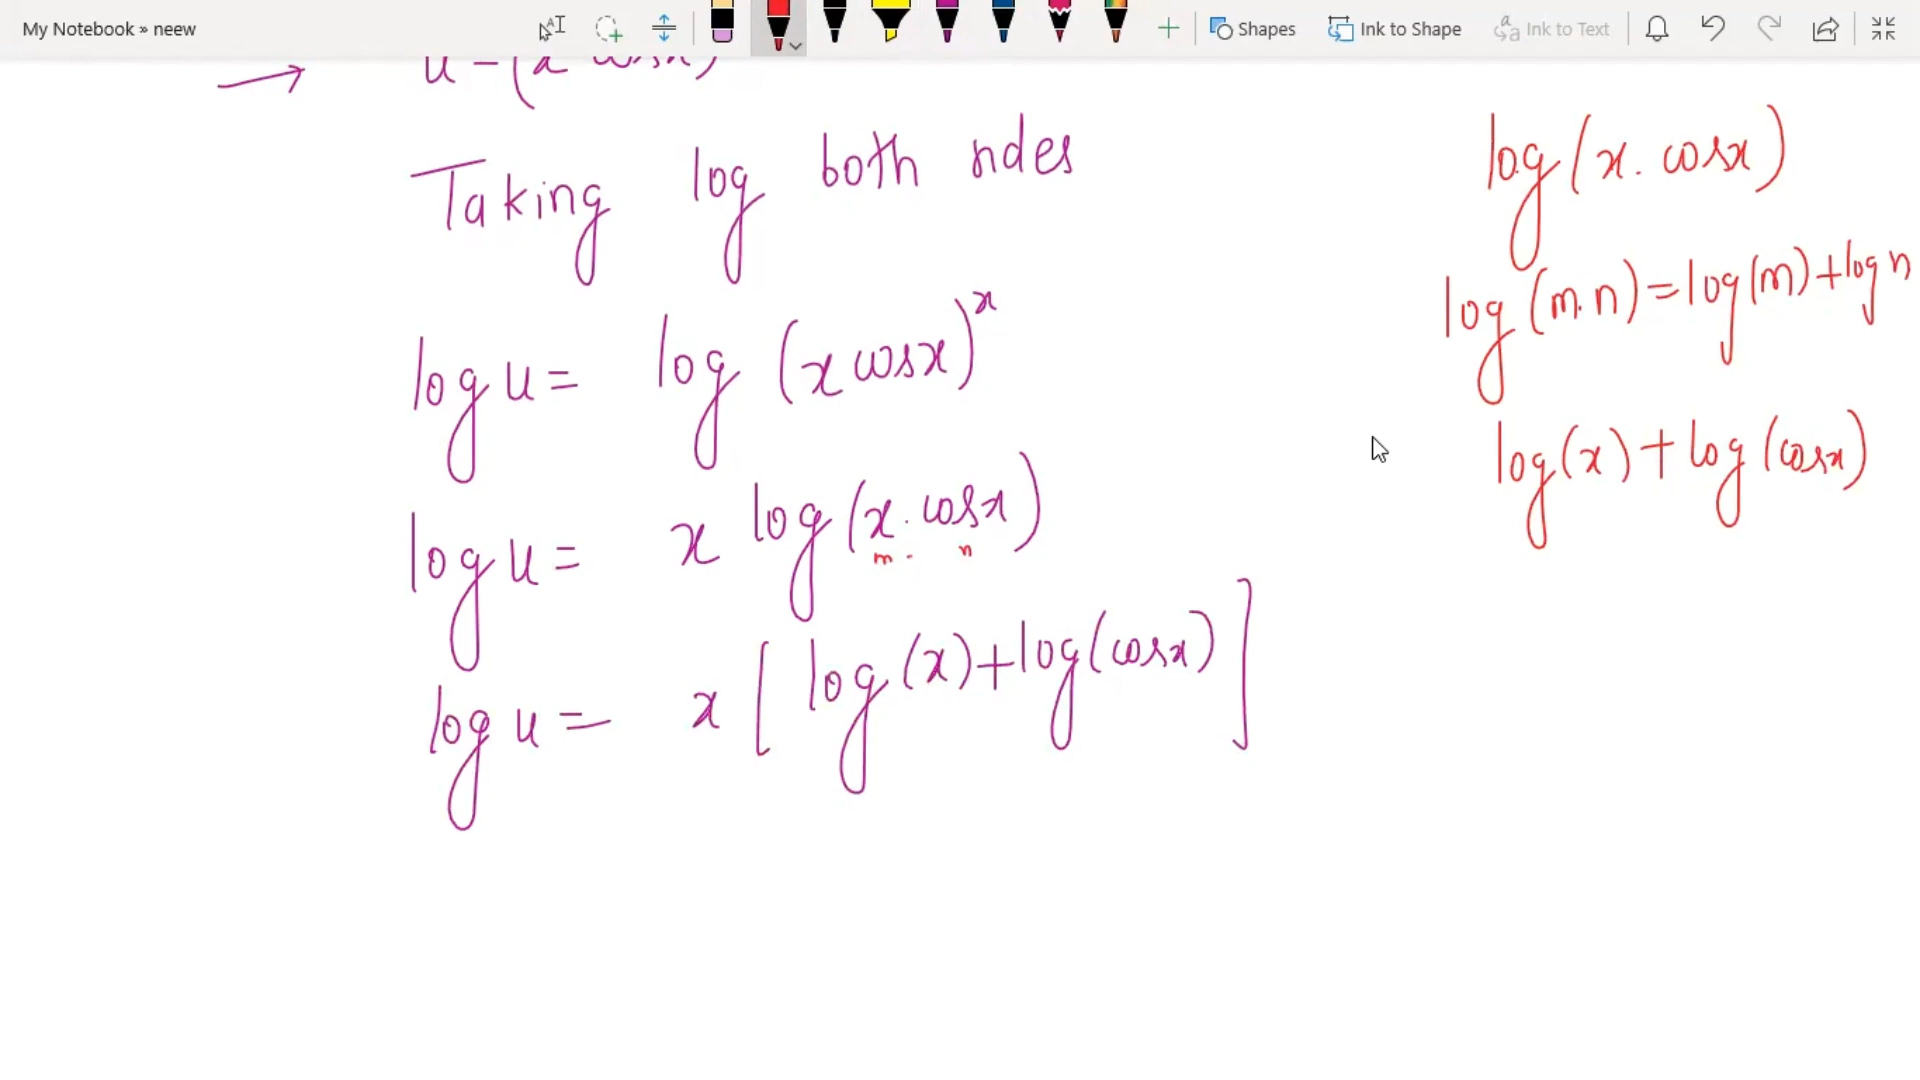 My Notebook » neew
Shapes
Ink to Shape
Ink to Text
Taking log both sides
log u = log (x cosx)^x
log u = x log (x . cosx)
m . n
log u = x [ log (x) + log (cosx) ]
log (x . cosx)
log (m . n) = log (m) + log n
log (x) + log (cosx)